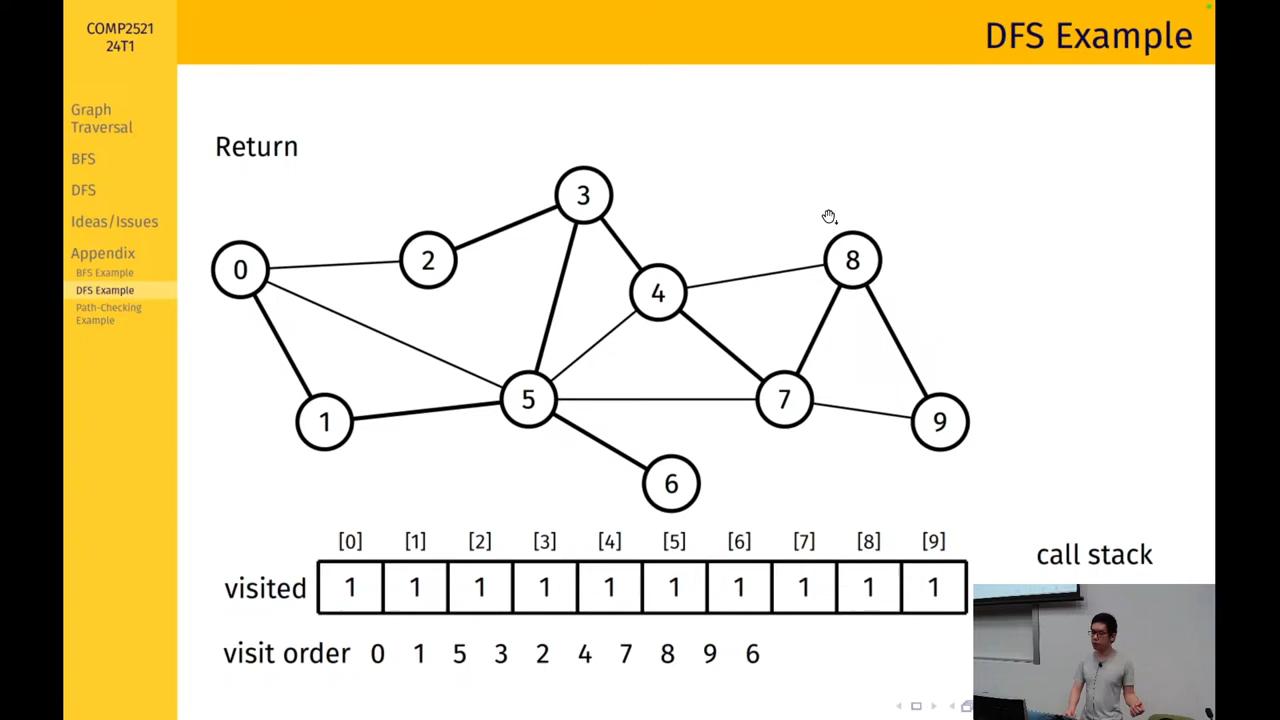 COMP2521
24T1
DFS Example
Graph
Traversal
BFS
DFS
Ideas/Issues
Appendix
BFS Example
DFS Example
Path-Checking
Example
Return
3
0
2
8
4
5
7
1
9
6
[0] [1] [2] [3] [4] [5] [6] [7] [8] [9]
visited 1 1 1 1 1 1 1 1 1 1
call stack
visit order 0 1 5 3 2 4 7 8 9 6